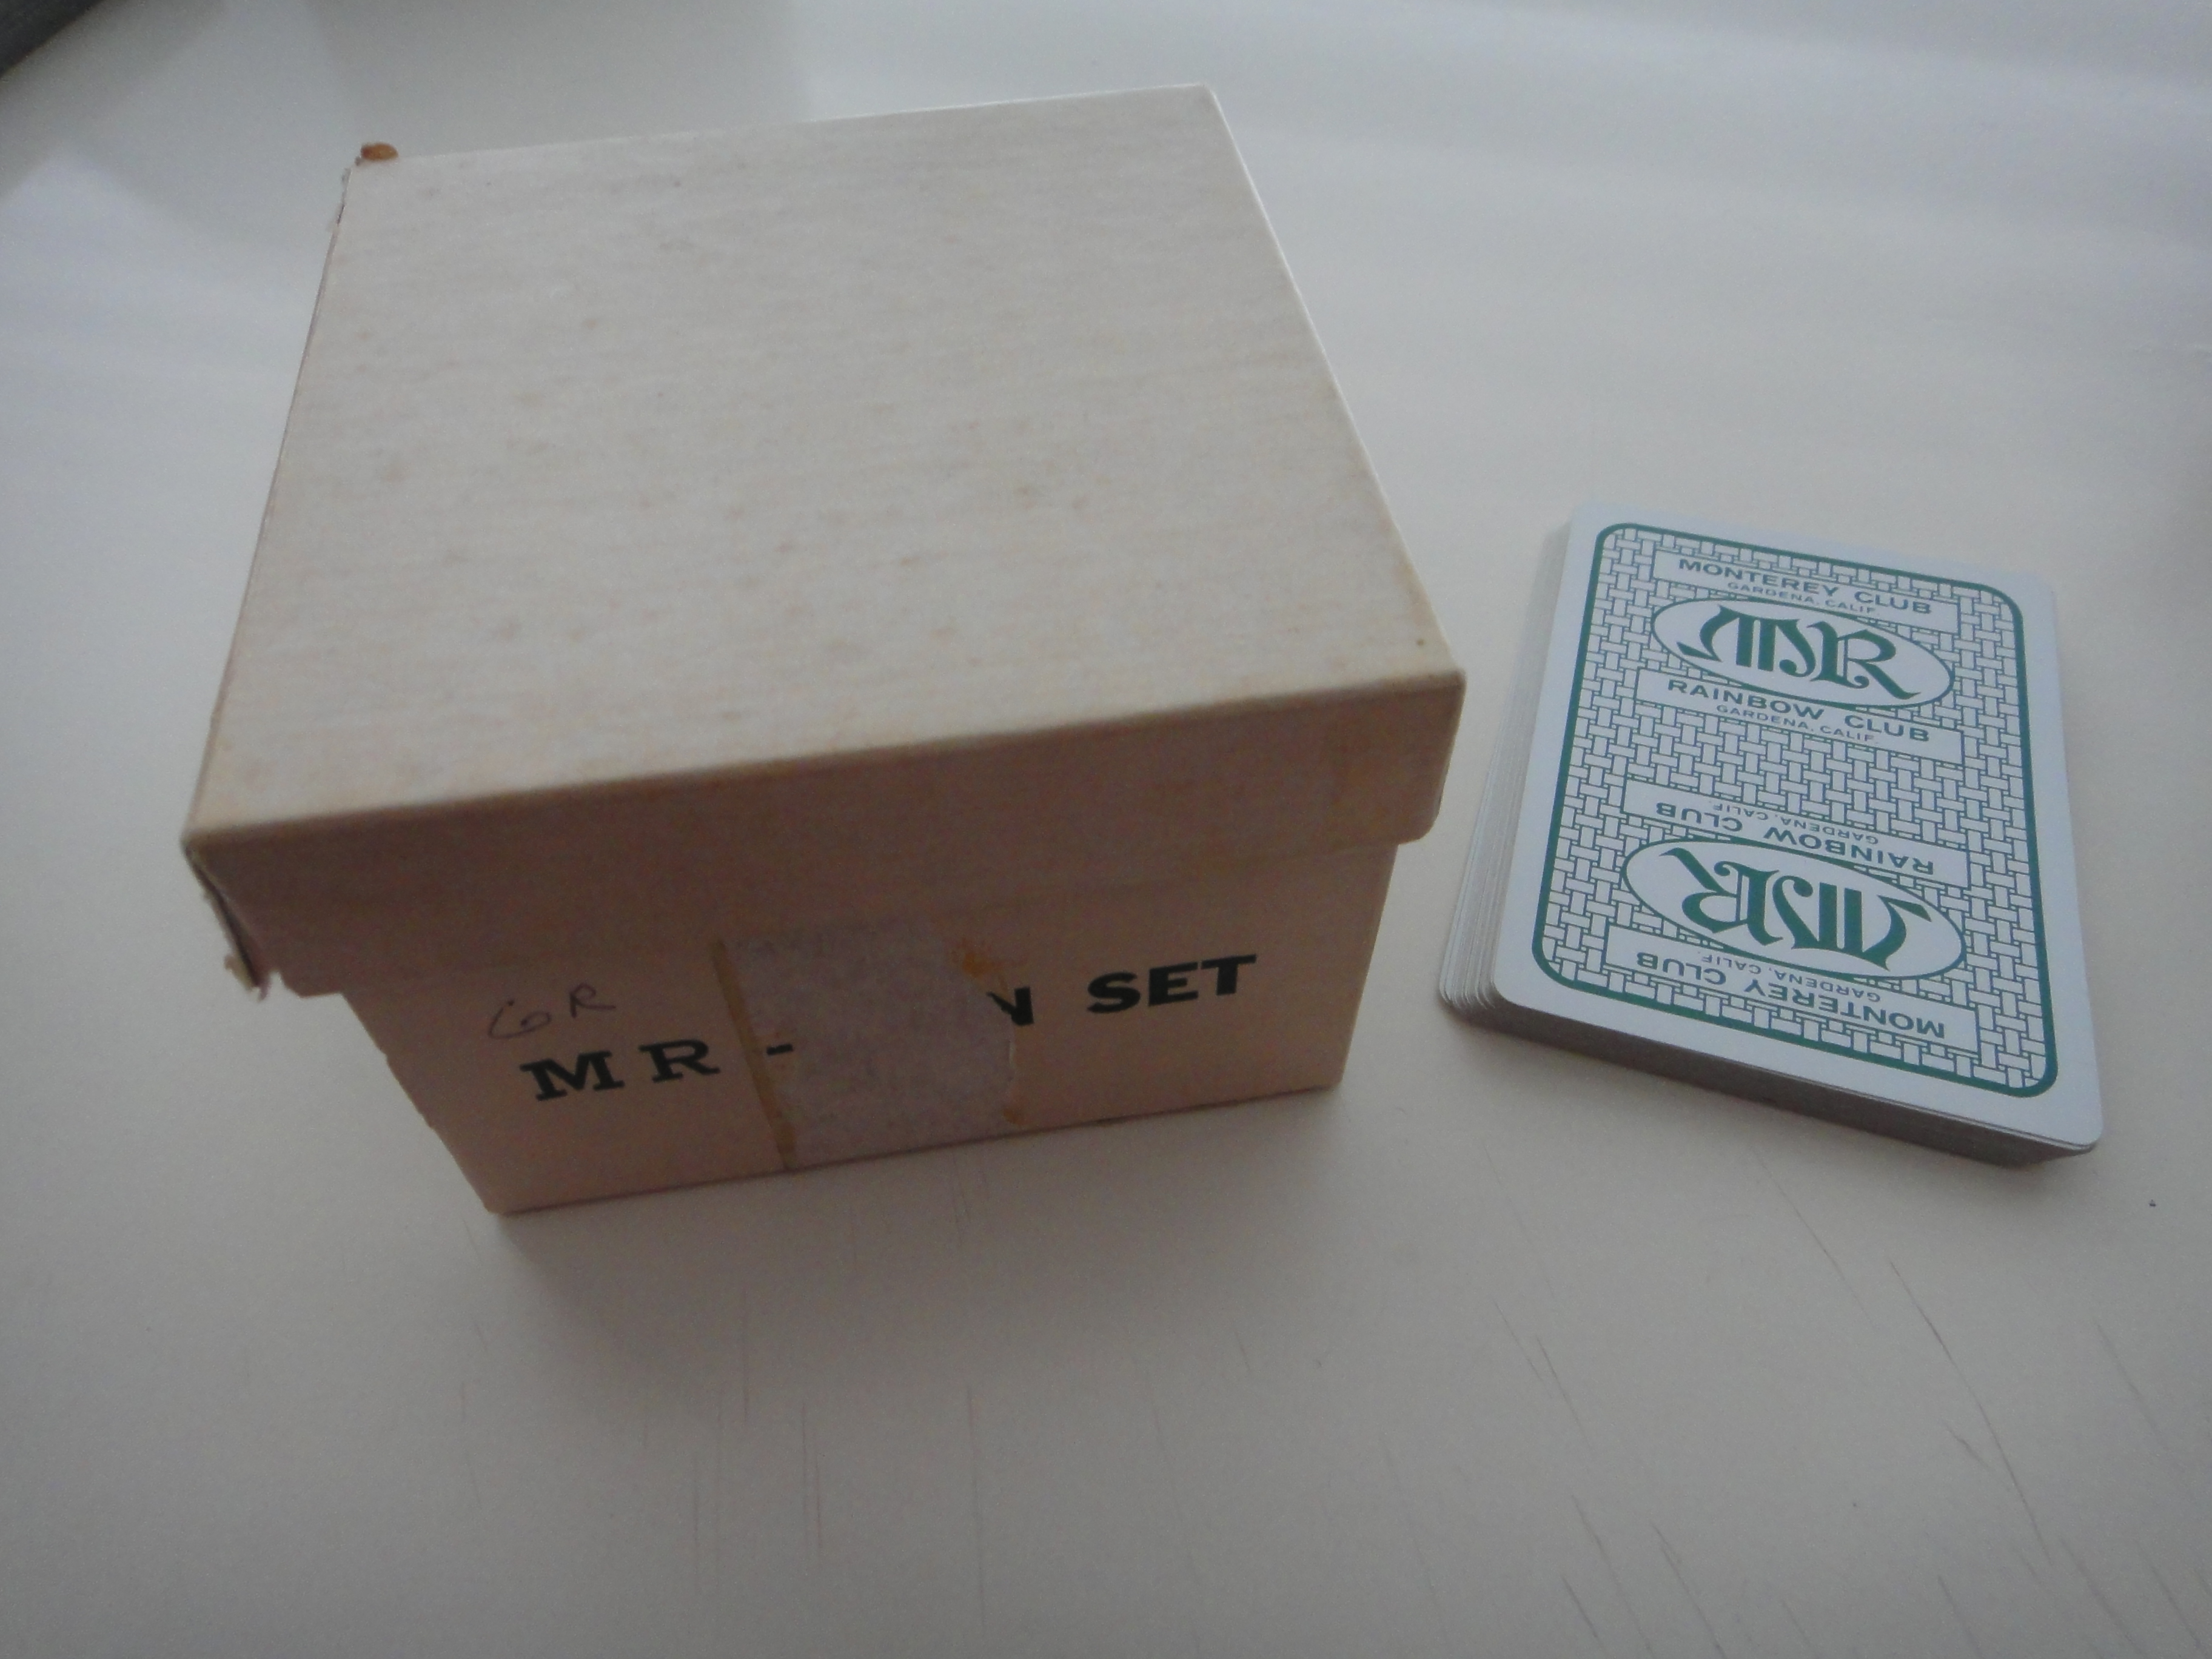 GR
MR - N SET
MONTEREY CLUB
GARDENA, CALIF.
MR
RAINBOW CLUB
GARDENA, CALIF.
RAINBOW CLUB
GARDENA, CALIF.
MR
MONTEREY CLUB
GARDENA, CALIF.